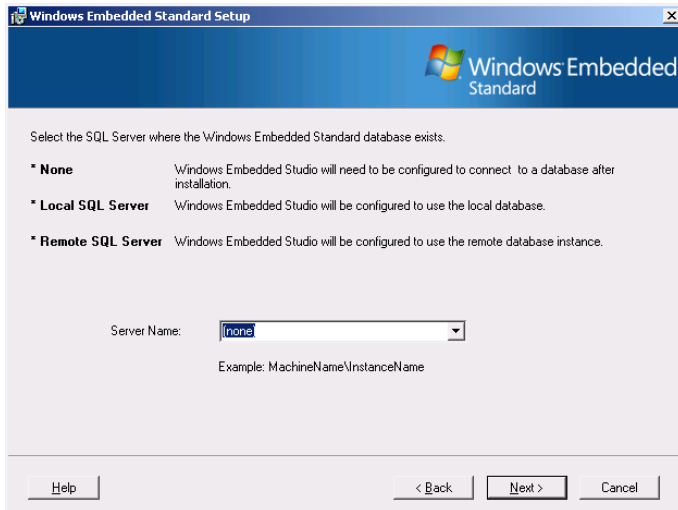 Windows Embedded Standard Setup
Windows Embedded
Standard
Select the SQL Server where the Windows Embedded Standard database exists.
* None Windows Embedded Studio will need to be configured to connect to a database after
installation.
* Local SQL Server Windows Embedded Studio will be configured to use the local database.
* Remote SQL Server Windows Embedded Studio will be configured to use the remote database instance.
Server Name: (none)
Example: MachineName\InstanceName
Help < Back Next > Cancel